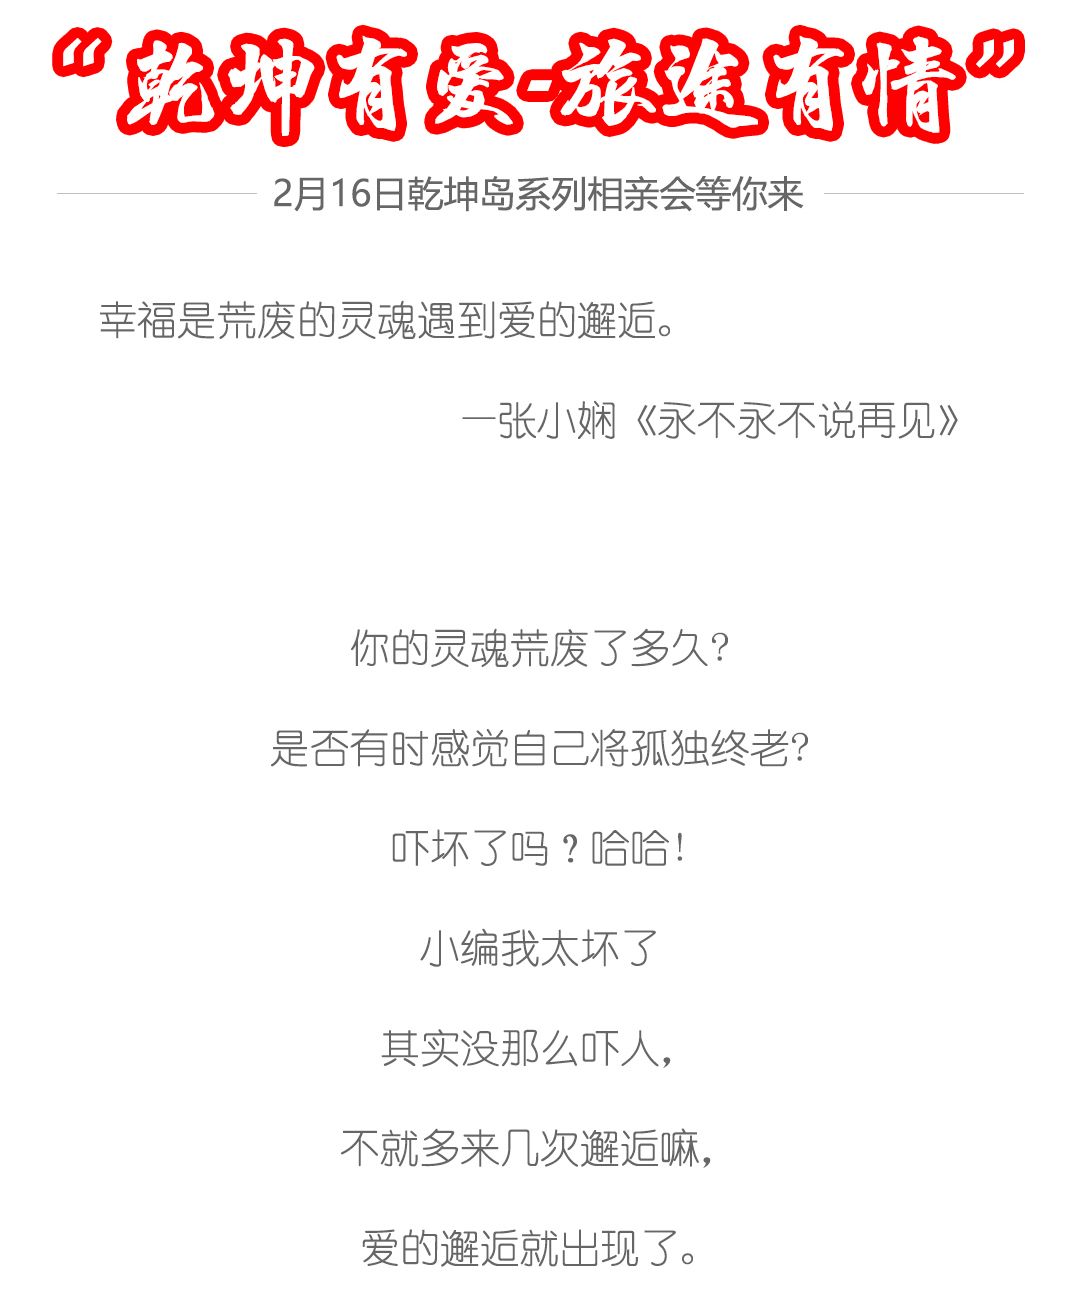 “乾坤有爱-旅途有情”
2月16日乾坤岛系列相亲会等你来
幸福是荒废的灵魂遇到爱的邂逅。
—张小娴《永不永不说再见》
你的灵魂荒废了多久?
是否有时感觉自己将孤独终老?
吓坏了吗？哈哈!
小编我太坏了
其实没那么吓人，
不就多来几次邂逅嘛，
爱的邂逅就出现了。